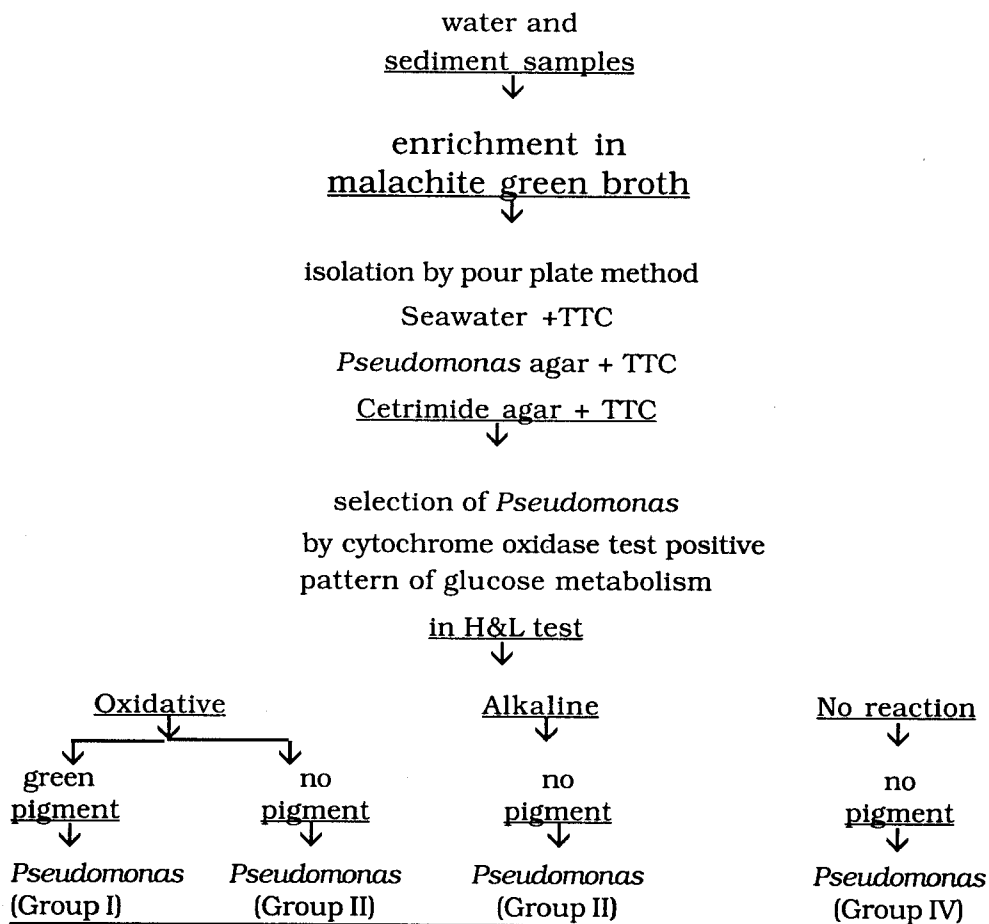 water and
sediment samples
enrichment in
malachite green broth
isolation by pour plate method
Seawater +TTC
Pseudomonas agar + TTC
Cetrimide agar + TTC
selection of Pseudomonas
by cytochrome oxidase test positive
pattern of glucose metabolism
in H&L test
Oxidative Alkaline No reaction
green no no no
pigment pigment pigment pigment
Pseudomonas Pseudomonas Pseudomonas Pseudomonas
(Group I) (Group II) (Group II) (Group IV)